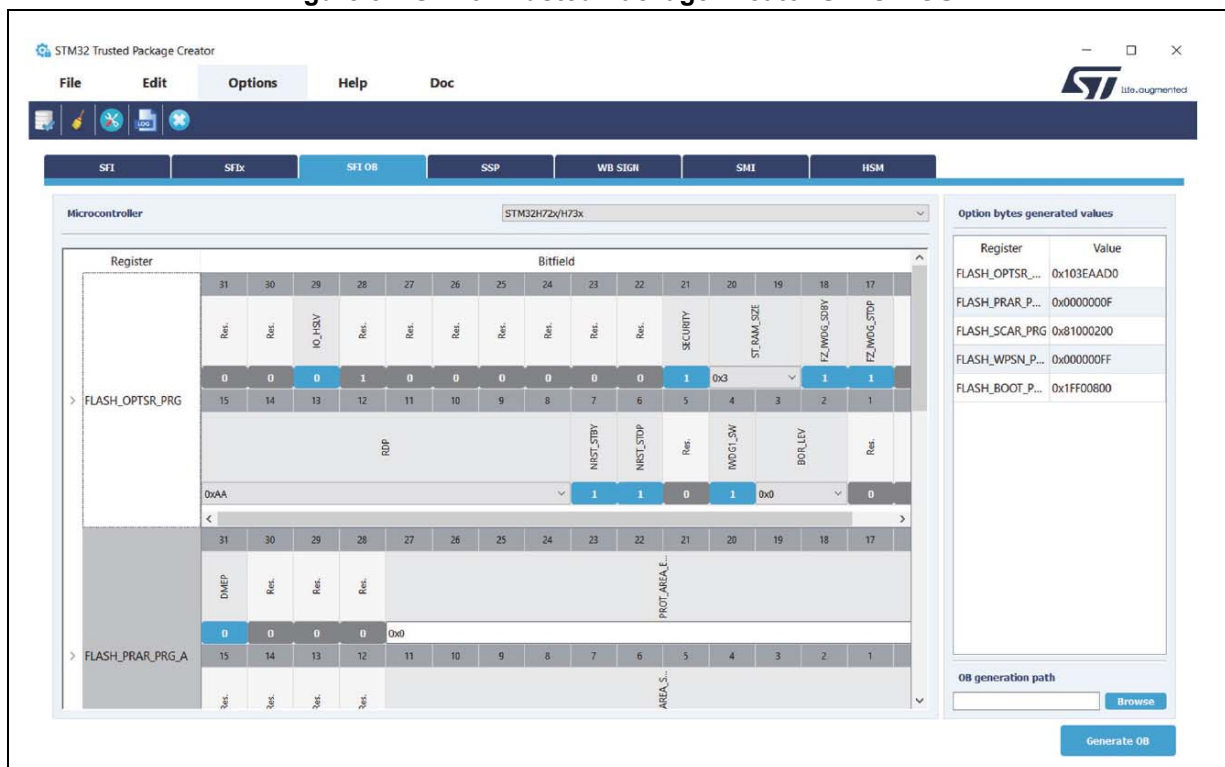 STM32 Trusted Package Creator
File Edit Options Help Doc
ST life.augmented
LOG
SFI SFIx SFI OB SSP WB SIGN SMI HSM
Microcontroller STM32H72x/H73x
Option bytes generated values
Register Bitfield
Register Value
FLASH_OPTSR_... 0x103EAAD0
FLASH_PRAR_P... 0x0000000F
FLASH_SCAR_PRG 0x81000200
FLASH_WPSN_P... 0x000000FF
FLASH_BOOT_P... 0x1FF00800
31 30 29 28 27 26 25 24 23 22 21 20 19 18 17
Res. Res. IO_HSLV Res. Res. Res. Res. Res. Res. Res. SECURITY ST_RAM_SIZE FZ_IWDG_SDBY FZ_IWDG_STOP
0 0 0 1 0 0 0 0 0 0 1 0x3 1 1
FLASH_OPTSR_PRG
15 14 13 12 11 10 9 8 7 6 5 4 3 2 1
RDP NRST_STBY NRST_STOP Res. IWDG1_SW BOR_LEV Res.
0xAA 1 1 0 1 0x0 0
31 30 29 28 27 26 25 24 23 22 21 20 19 18 17
DMEP Res. Res. Res. PROT_AREA_E...
0 0 0 0 0x0
FLASH_PRAR_PRG_A
15 14 13 12 11 10 9 8 7 6 5 4 3 2 1
Res. Res. Res. Res. AREA_S...
OB generation path
Browse
Generate OB